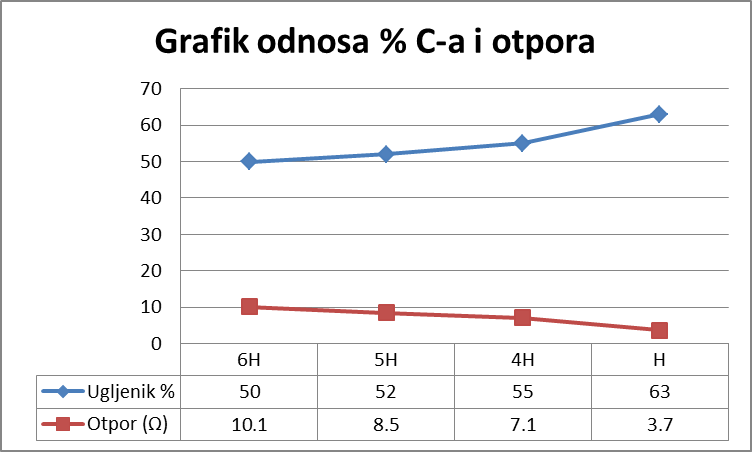 Grafik odnosa % C-a i otpora
70
60
50
40
30
20
10
0
6H 5H 4H H
Ugljenik % 50 52 55 63
Otpor (Ω) 10.1 8.5 7.1 3.7